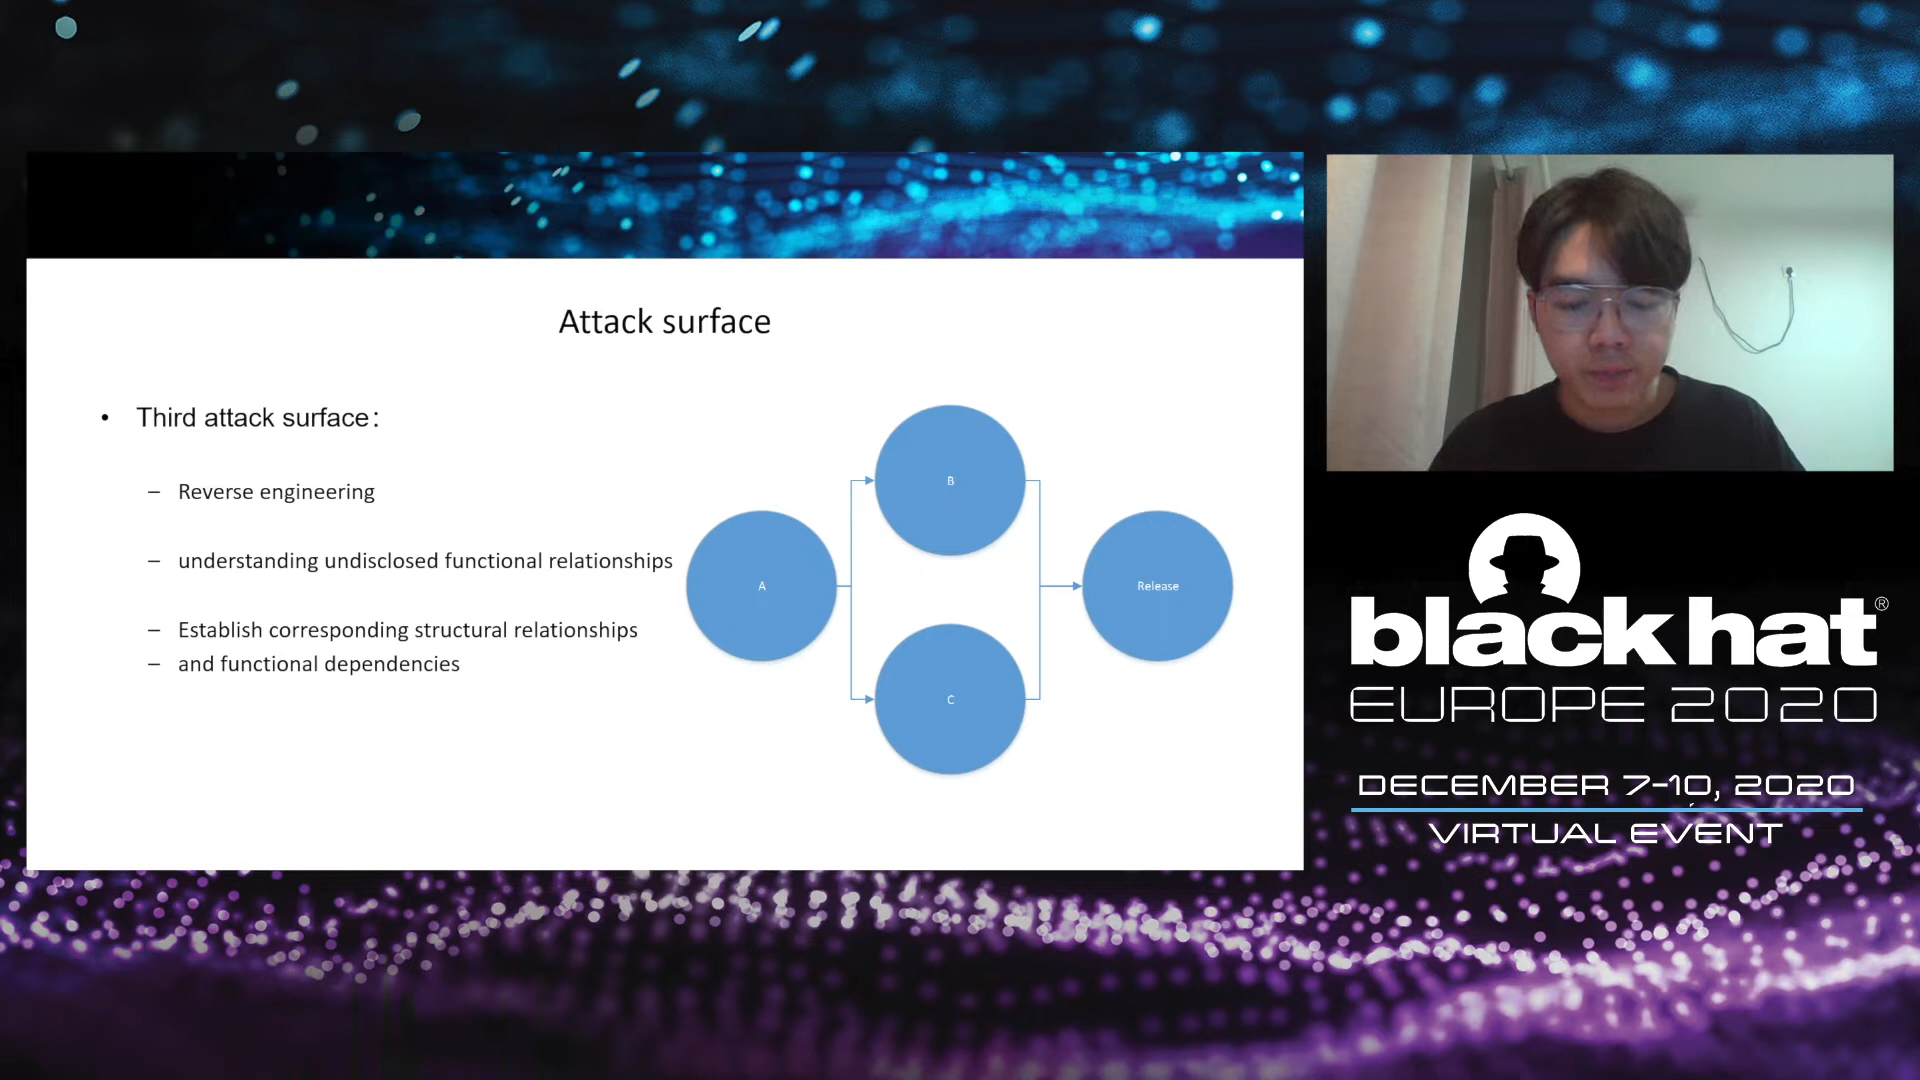 Attack surface
• Third attack surface：
– Reverse engineering
– understanding undisclosed functional relationships
– Establish corresponding structural relationships
– and functional dependencies
B
A
Release
C
black hat®
EUROPE 2020
DECEMBER 7-10, 2020
VIRTUAL EVENT